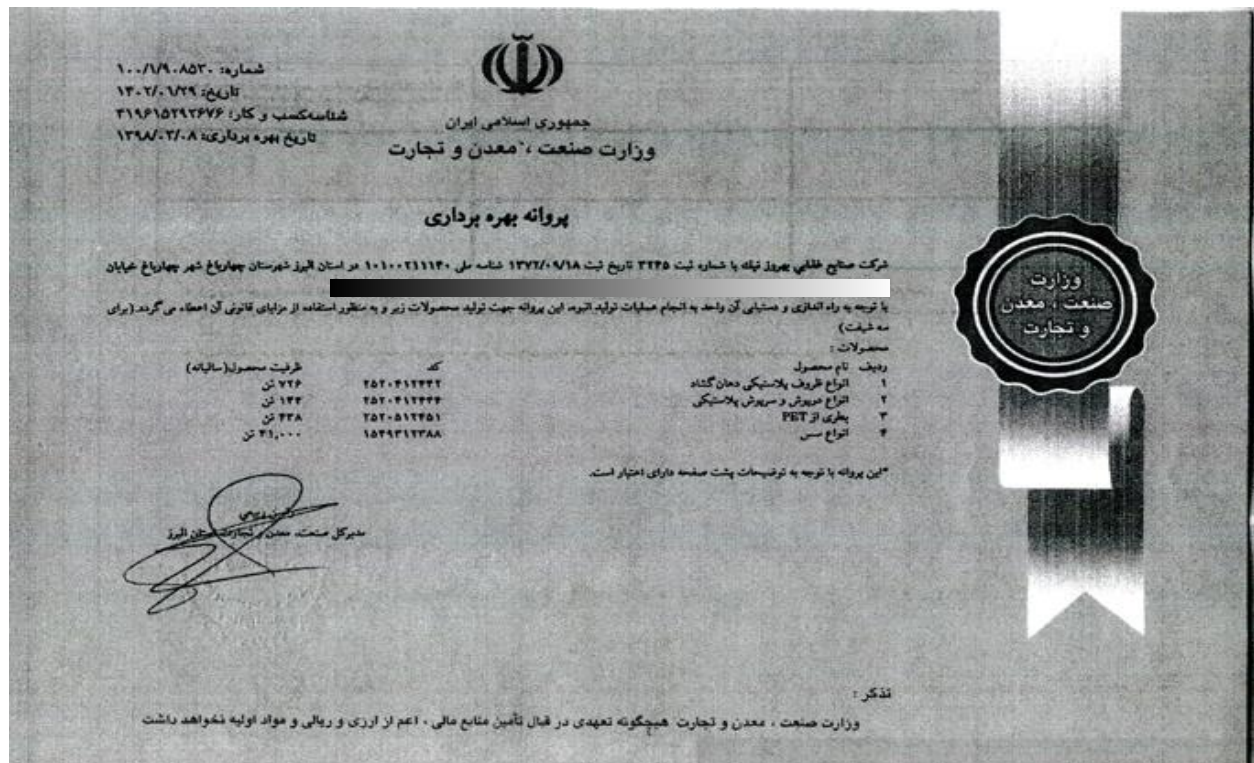 شماره: ۱۰۰/۱/۹۰۸۵۳۰
تاریخ: ۱۴۰۲/۰۱/۲۹
شناسه‌کسب و کار: ۴۱۹۶۱۵۲۹۲۶۷۶
تاریخ بهره برداری: ۱۳۹۸/۰۳/۰۸
جمهوری اسلامی ایران
وزارت صنعت ، معدن و تجارت
پروانه بهره برداری
شرکت صنایع غذایی بهروز نیك با شماره ثبت ۳۲۴۵ تاریخ ثبت ۱۳۷۲/۰۹/۱۸ شناسه ملی ۱۰۱۰۰۲۱۱۱۴۰ در استان البرز شهرستان چهارباغ شهر چهارباغ خیابان
با توجه به راه اندازی و دستیابی آن واحد به انجام عملیات تولید انبوه، این پروانه جهت تولید محصولات زیر و به منظور استفاده از مزایای قانونی آن اعطاء می گردد.(برای
سه شیفت)
محصولات :
ردیف نام محصول کد ظرفیت محصول(سالیانه)
۱ انواع ظروف پلاستیکی دهان گشاد ۲۵۲۰۴۱۲۴۴۲ ۷۲۶ تن
۲ انواع درپوش و سرپوش پلاستیکی ۲۵۲۰۴۱۲۴۴۴ ۱۴۴ تن
۳ بطری از PET ۲۵۲۰۵۱۲۴۵۱ ۴۳۸ تن
۴ انواع سس ۱۵۴۹۳۱۲۳۸۸ ۴۱,۰۰۰ تن
*این پروانه با توجه به توضیحات پشت صفحه دارای اعتبار است.
مدیرکل صنعت، معدن و تجارت استان البرز
وزارت
صنعت ، معدن
و تجارت
تذکر :
وزارت صنعت ، معدن و تجارت هیچگونه تعهدی در قبال تأمین منابع مالی ، اعم از ارزی و ریالی و مواد اولیه نخواهد داشت